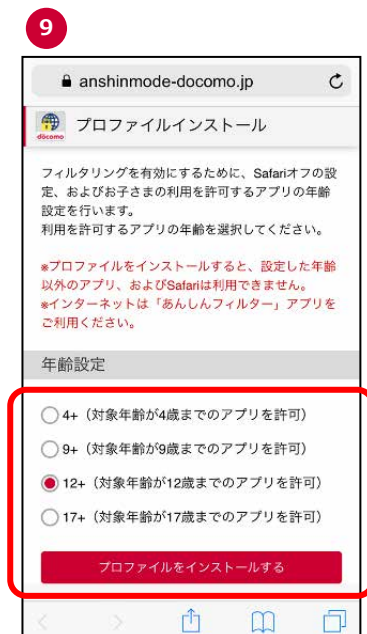 9
anshinmode-docomo.jp
docomo
プロファイルインストール
フィルタリングを有効にするために、Safariオフの設
定、およびお子さまの利用を許可するアプリの年齢
設定を行います。
利用を許可するアプリの年齢を選択してください。
※プロファイルをインストールすると、設定した年齢
以外のアプリ、およびSafariは利用できません。
※インターネットは「あんしんフィルター」アプリを
ご利用ください。
年齢設定
4+（対象年齢が4歳までのアプリを許可）
9+（対象年齢が9歳までのアプリを許可）
12+（対象年齢が12歳までのアプリを許可）
17+（対象年齢が17歳までのアプリを許可）
プロファイルをインストールする